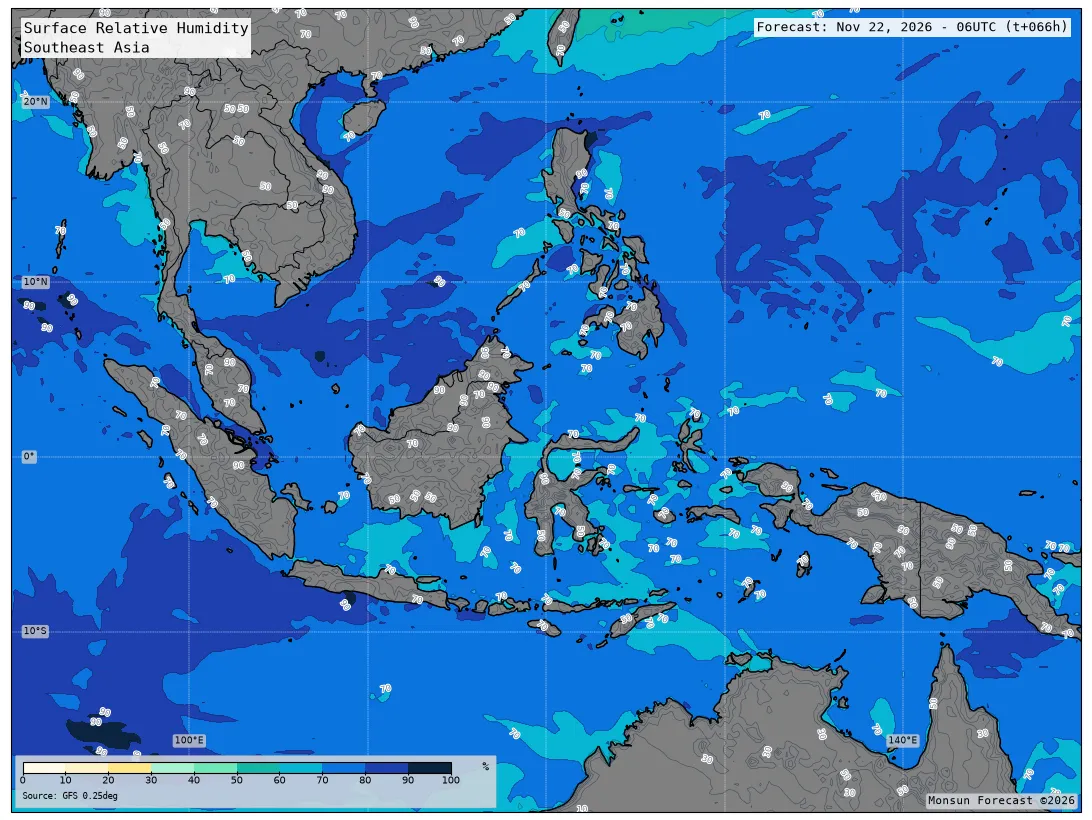 Surface Relative Humidity
Southeast Asia
Forecast: Nov 22, 2026 - 06UTC (t+066h)
20°N
10°N
0°
10°S
100°E
140°E
0 10 20 30 40 50 60 70 80 90 100
%
Source: GFS 0.25deg
Monsun Forecast ©2026